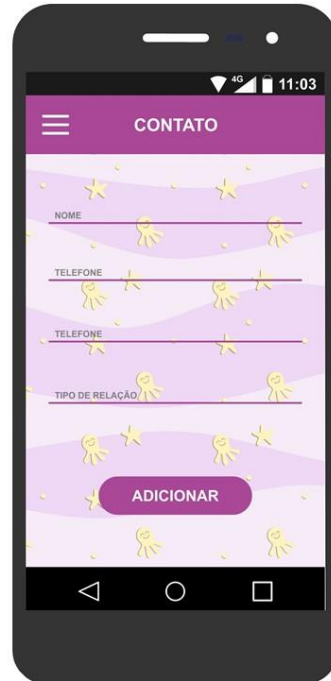 4G 11:03
CONTATO
NOME
TELEFONE
TELEFONE
TIPO DE RELAÇÃO
ADICIONAR